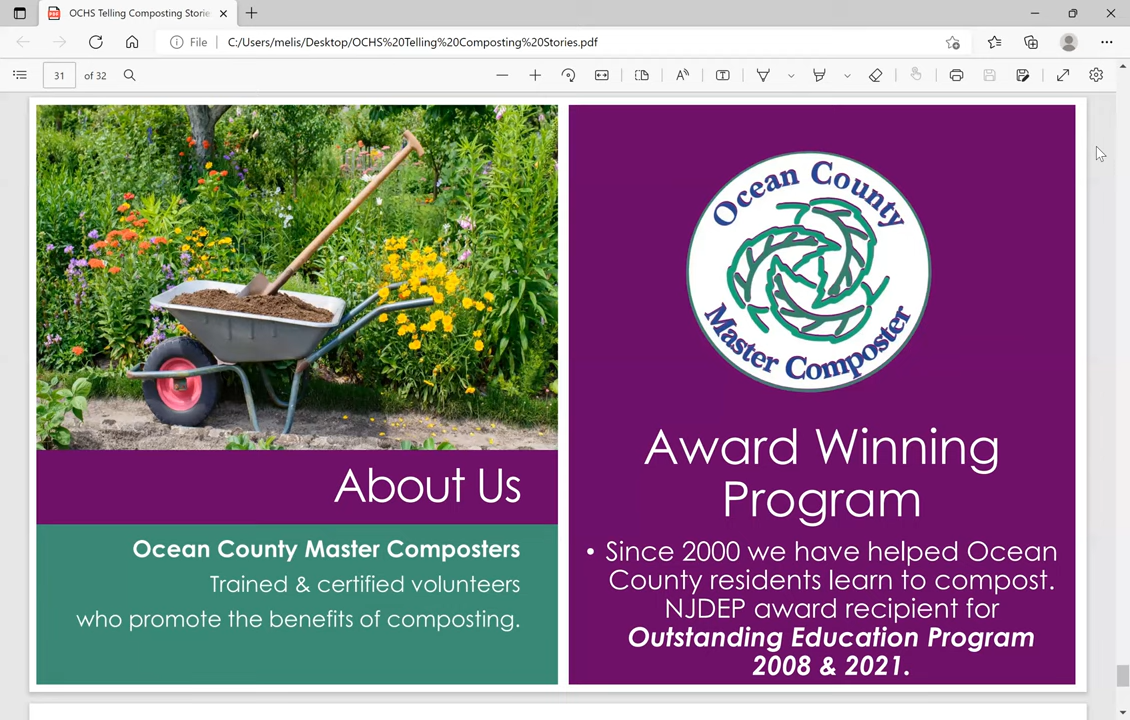 OCHS Telling Composting Storie
File
C:/Users/melis/Desktop/OCHS%20Telling%20Composting%20Stories.pdf
31 of 32
About Us
Ocean County Master Composters
Trained & certified volunteers
who promote the benefits of composting.
Ocean County
Master Composter
Award Winning
Program
• Since 2000 we have helped Ocean
County residents learn to compost.
NJDEP award recipient for
Outstanding Education Program
2008 & 2021.